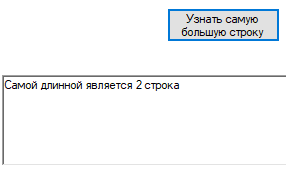 Узнать самую
большую строку
Самой длинной является 2 строка